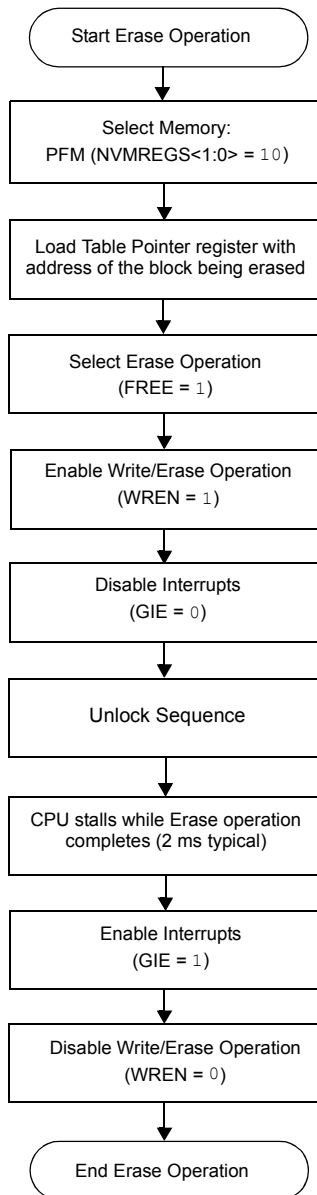 Start Erase Operation
Select Memory:
PFM (NVMREGS<1:0> = 10)
Load Table Pointer register with
address of the block being erased
Select Erase Operation
(FREE = 1)
Enable Write/Erase Operation
(WREN = 1)
Disable Interrupts
(GIE = 0)
Unlock Sequence
CPU stalls while Erase operation
completes (2 ms typical)
Enable Interrupts
(GIE = 1)
Disable Write/Erase Operation
(WREN = 0)
End Erase Operation